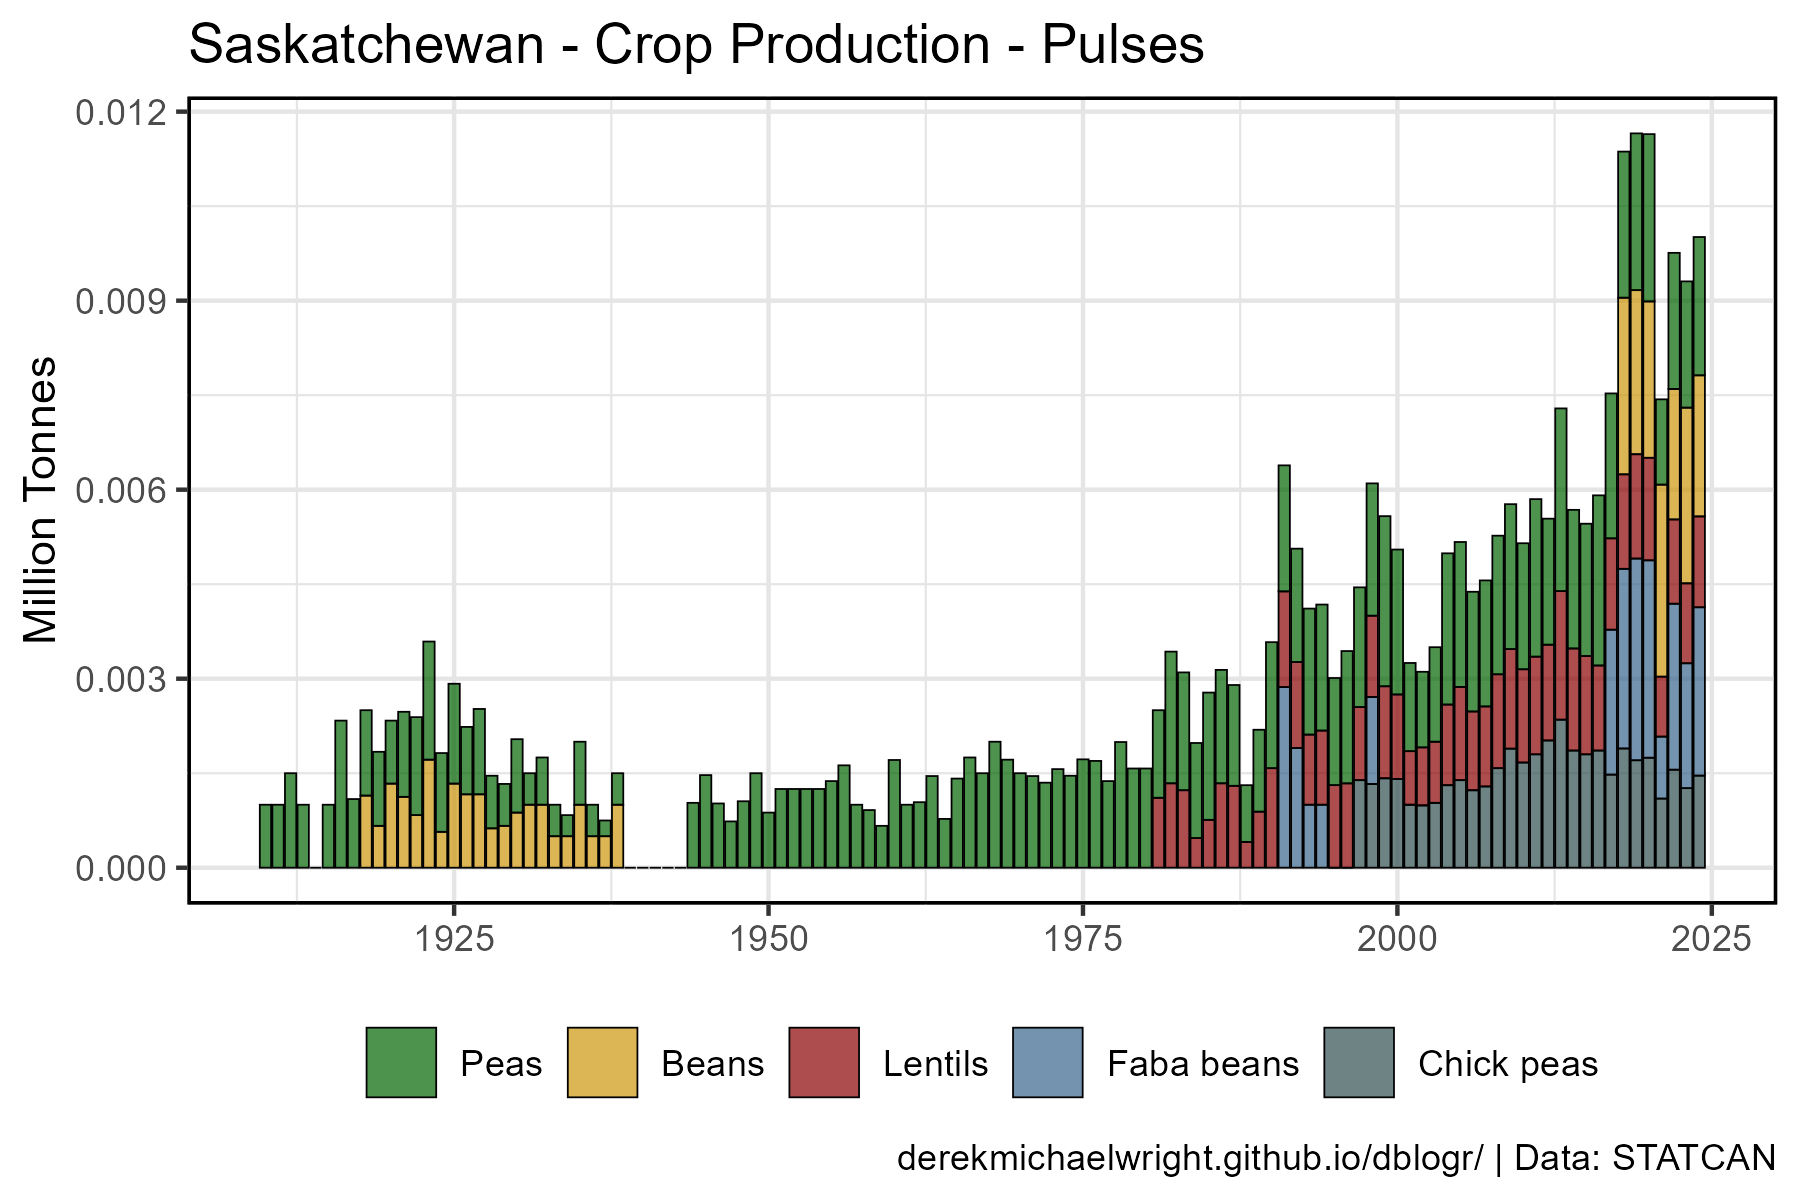 Saskatchewan - Crop Production - Pulses
Million Tonnes
0.012
0.009
0.006
0.003
0.000
1925 1950 1975 2000 2025
Peas Beans Lentils Faba beans Chick peas
derekmichaelwright.github.io/dblogr/ | Data: STATCAN